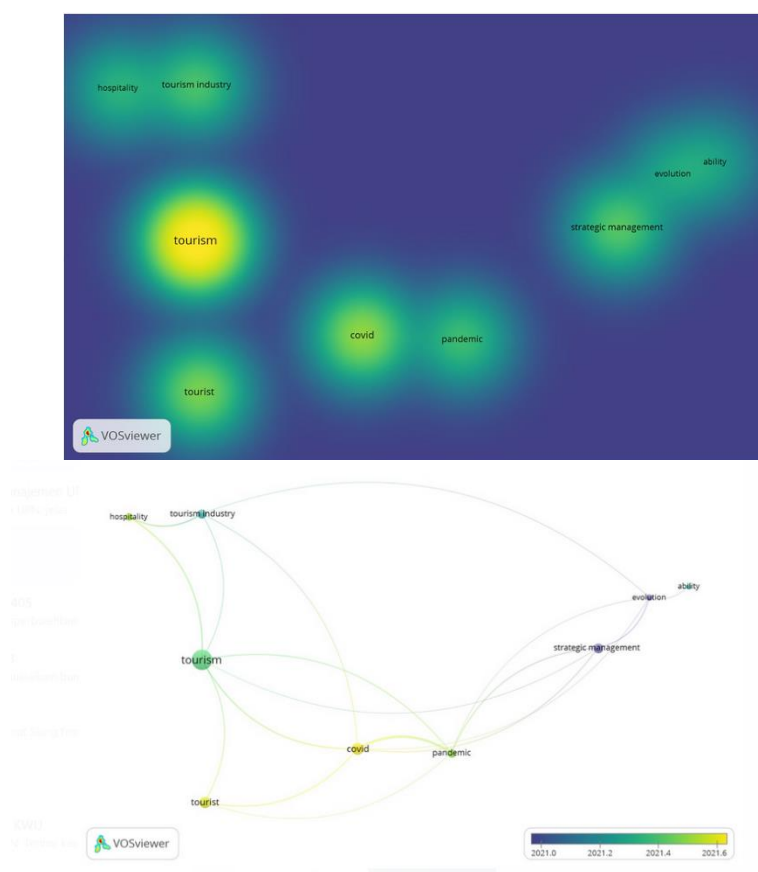 hospitality
tourism industry
ability
evolution
strategic management
tourism
covid
pandemic
tourist
VOSviewer
hospitality
tourism industry
ability
evolution
strategic management
tourism
covid
pandemic
tourist
VOSviewer
2021.0 2021.2 2021.4 2021.6